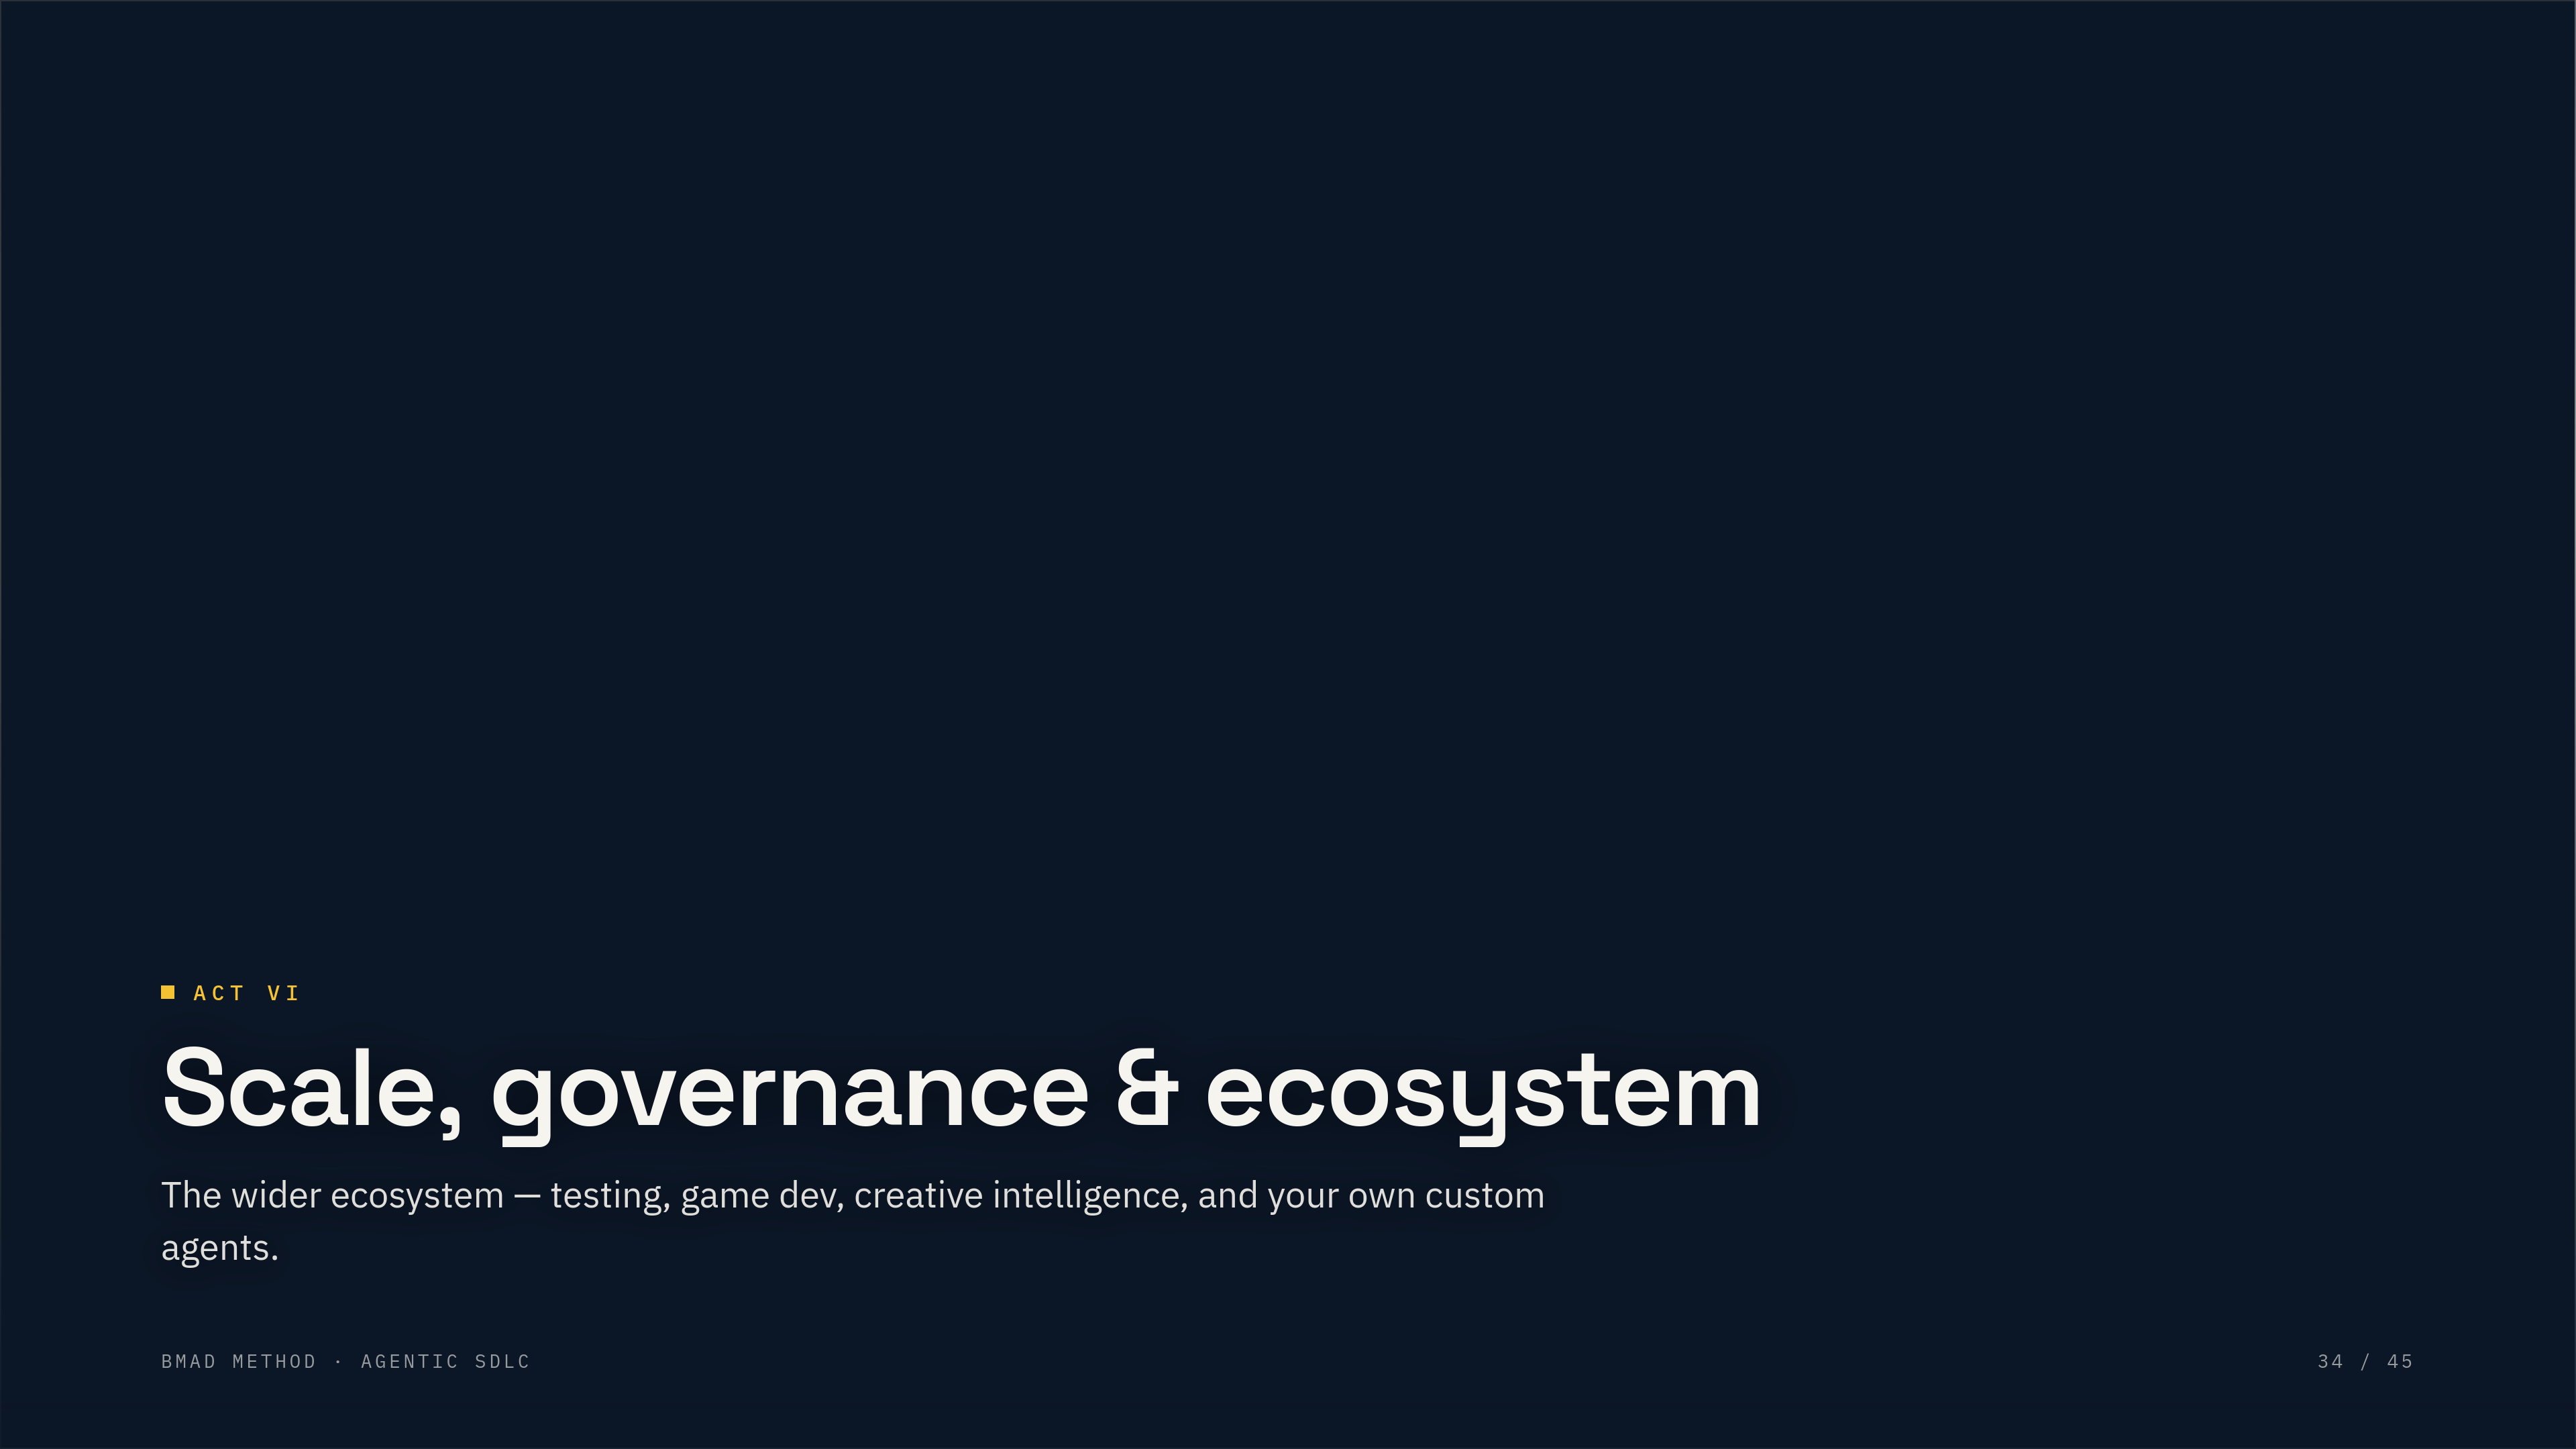 ACT VI
Scale, governance & ecosystem
The wider ecosystem — testing, game dev, creative intelligence, and your own custom
agents.
BMAD METHOD · AGENTIC SDLC
34 / 45